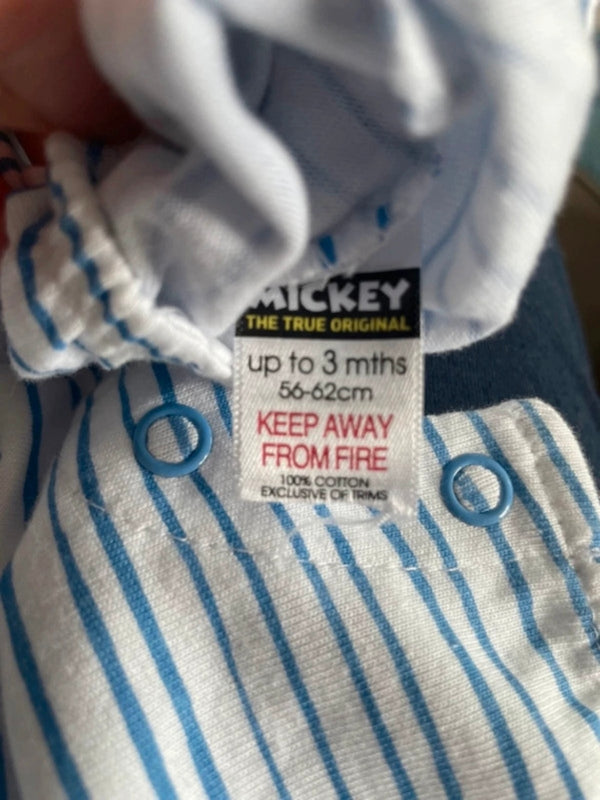 MICKEY
THE TRUE ORIGINAL
up to 3 mths
56-62cm
KEEP AWAY
FROM FIRE
100% COTTON
EXCLUSIVE OF TRIMS